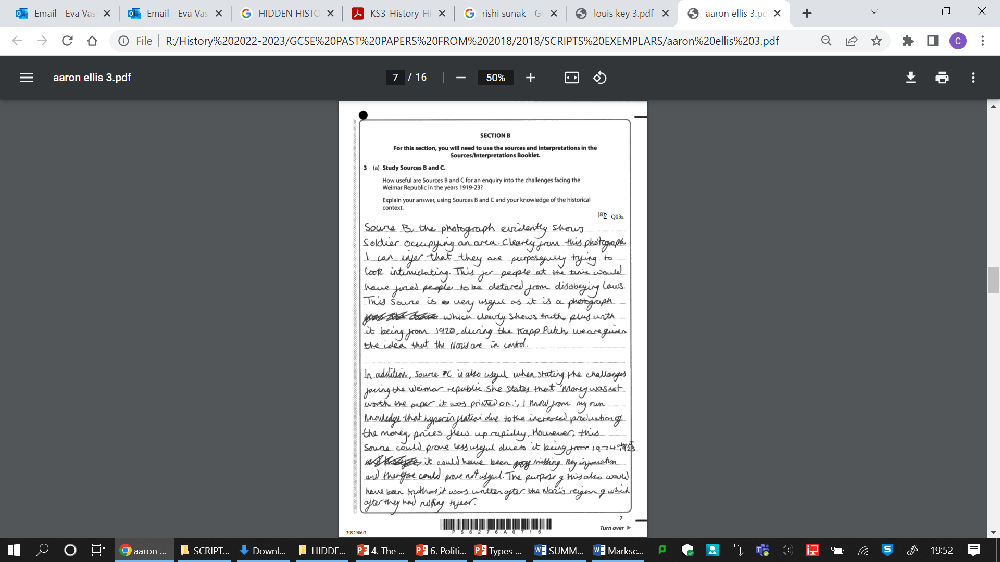 Email - Eva Vas
Email - Eva Vas
HIDDEN HISTO
KS3-History-Hi
rishi sunak - Go
louis key 3.pdf
aaron ellis 3.pd
File
R:/History%202022-2023/GCSE%20PAST%20PAPERS%20FROM%202018/2018/SCRIPTS%20EXEMPLARS/aaron%20ellis%203.pdf
C
aaron ellis 3.pdf
7 / 16
50%
SECTION B
For this section, you will need to use the sources and interpretations in the
Sources/Interpretations Booklet.
3 (a) Study Sources B and C.
How useful are Sources B and C for an enquiry into the challenges facing the
Weimar Republic in the years 1919-23?
Explain your answer, using Sources B and C and your knowledge of the historical
context.
(8) 2 Q03a
Source B, the photograph evidently shows
Soldier occupying an area. Clearly from this photograph
I can infer that they are purposefully trying to
look intimidating. This for people at the time would
have forced people to be detered from disobeying laws.
This Source is very useful as it is a photograph
which clearly shows truth, plus with
it being from 1920, during the Kapp Putch, we are given
the idea that the Nazis are in control.
In addition, source C is also useful when stating the challenges
facing the Weimar republic. She states that "Money was not
worth the paper it was printed on.", I know from my own
knowledge that hyperinflation due to the increased production of
the money, prices flew up rapidly. However, this
Source could prove less useful due to it being from 1974 about 1923.
it could have been missing key information
and therefore could prove not useful. The purpose of this also would
have been truth as it was written after the Nazi's reign of which
after they had nothing to fear.
7
Turn over
3992986/7
P 5 6 2 7 6 A 0 7 1 6
aaron ...
SCRIPT...
Downl...
HIDDE...
4. The ...
6. Politi...
Types ...
SUMM...
Marksc...
19:52